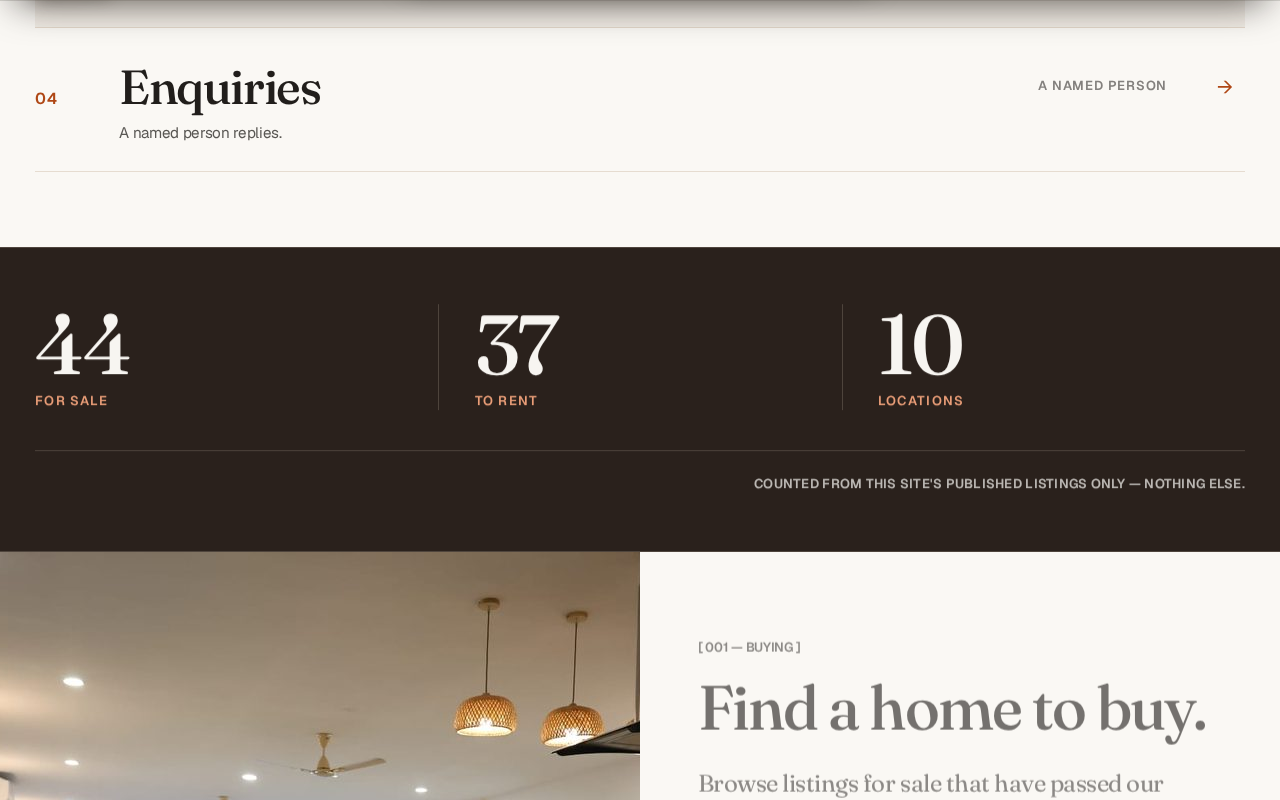 04
Enquiries
A NAMED PERSON
A named person replies.
44
FOR SALE
37
TO RENT
10
LOCATIONS
COUNTED FROM THIS SITE'S PUBLISHED LISTINGS ONLY — NOTHING ELSE.
[ 001 — BUYING ]
Find a home to buy.
Browse listings for sale that have passed our